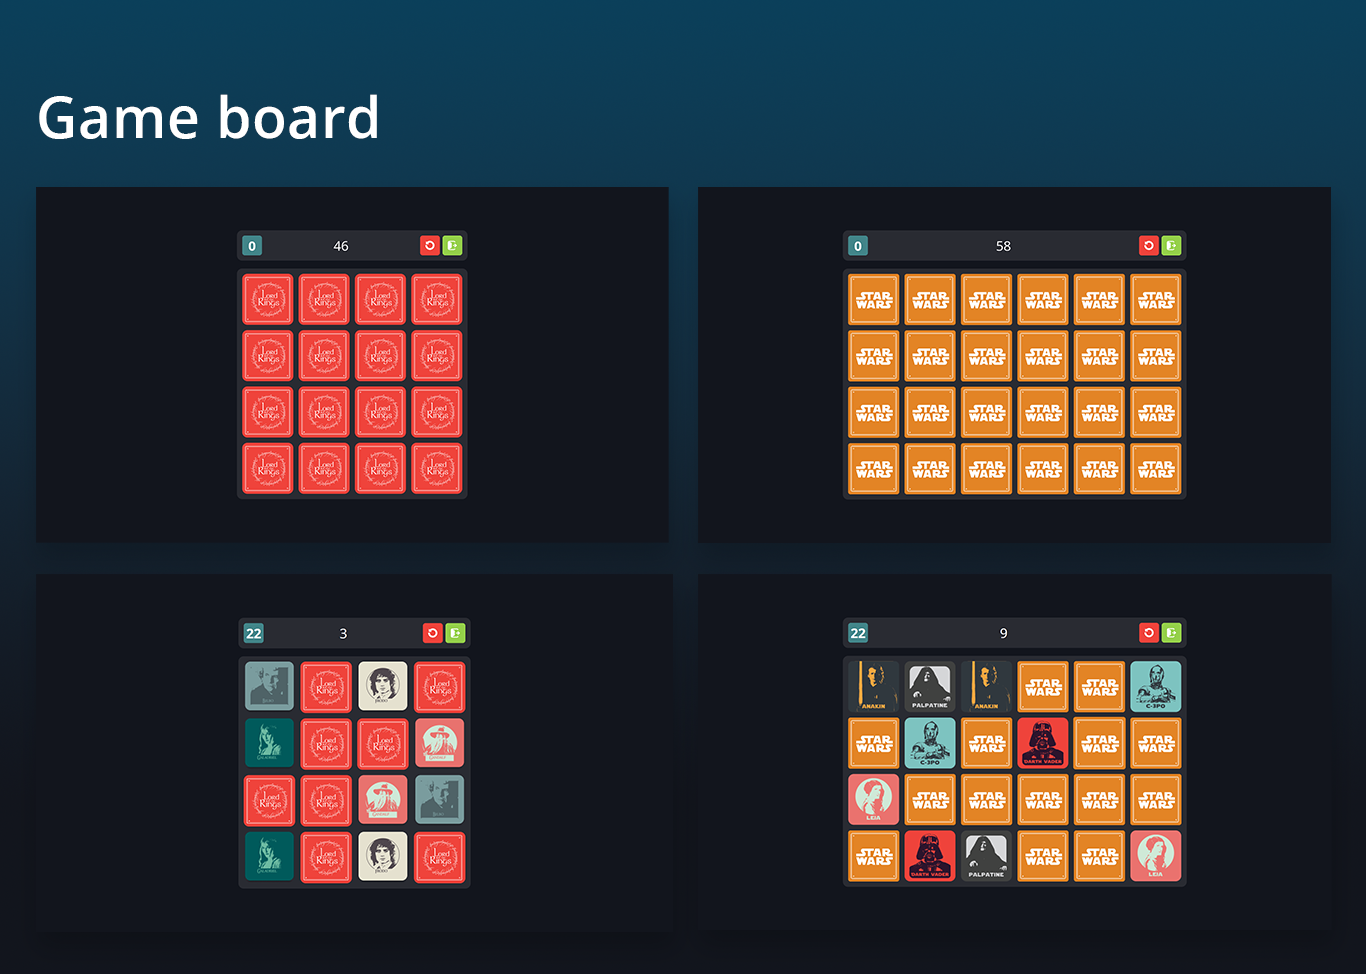 Game board
0 46
Lord Lord Lord Lord
Rings Rings Rings Rings
Lord Lord Lord Lord
Rings Rings Rings Rings
Lord Lord Lord Lord
Rings Rings Rings Rings
Lord Lord Lord Lord
Rings Rings Rings Rings
0 58
STAR STAR STAR STAR STAR STAR
WARS WARS WARS WARS WARS WARS
STAR STAR STAR STAR STAR STAR
WARS WARS WARS WARS WARS WARS
STAR STAR STAR STAR STAR STAR
WARS WARS WARS WARS WARS WARS
STAR STAR STAR STAR STAR STAR
WARS WARS WARS WARS WARS WARS
22 3
Lord Lord
Rings Rings
FRODO
Lord Lord
Rings Rings
Lord Lord
Rings Rings
Lord Lord
Rings Rings
FRODO
22 9
STAR STAR
WARS WARS
ANAKIN PALPATINE ANAKIN C-3PO
STAR STAR STAR STAR
WARS WARS WARS WARS
C-3PO DARTH VADER
STAR STAR STAR STAR STAR
WARS WARS WARS WARS WARS
LEIA
STAR STAR STAR
WARS WARS WARS
DARTH VADER PALPATINE LEIA